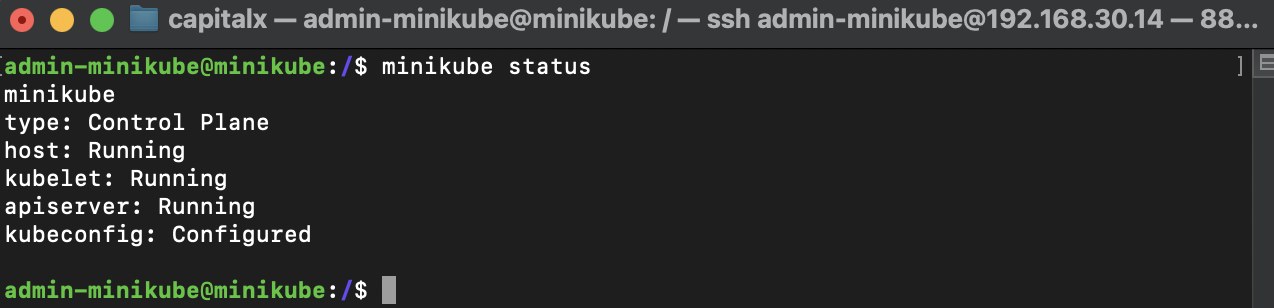 capitalx — admin-minikube@minikube: / — ssh admin-minikube@192.168.30.14 — 88...
[admin-minikube@minikube:/$ minikube status ]
minikube
type: Control Plane
host: Running
kubelet: Running
apiserver: Running
kubeconfig: Configured
admin-minikube@minikube:/$